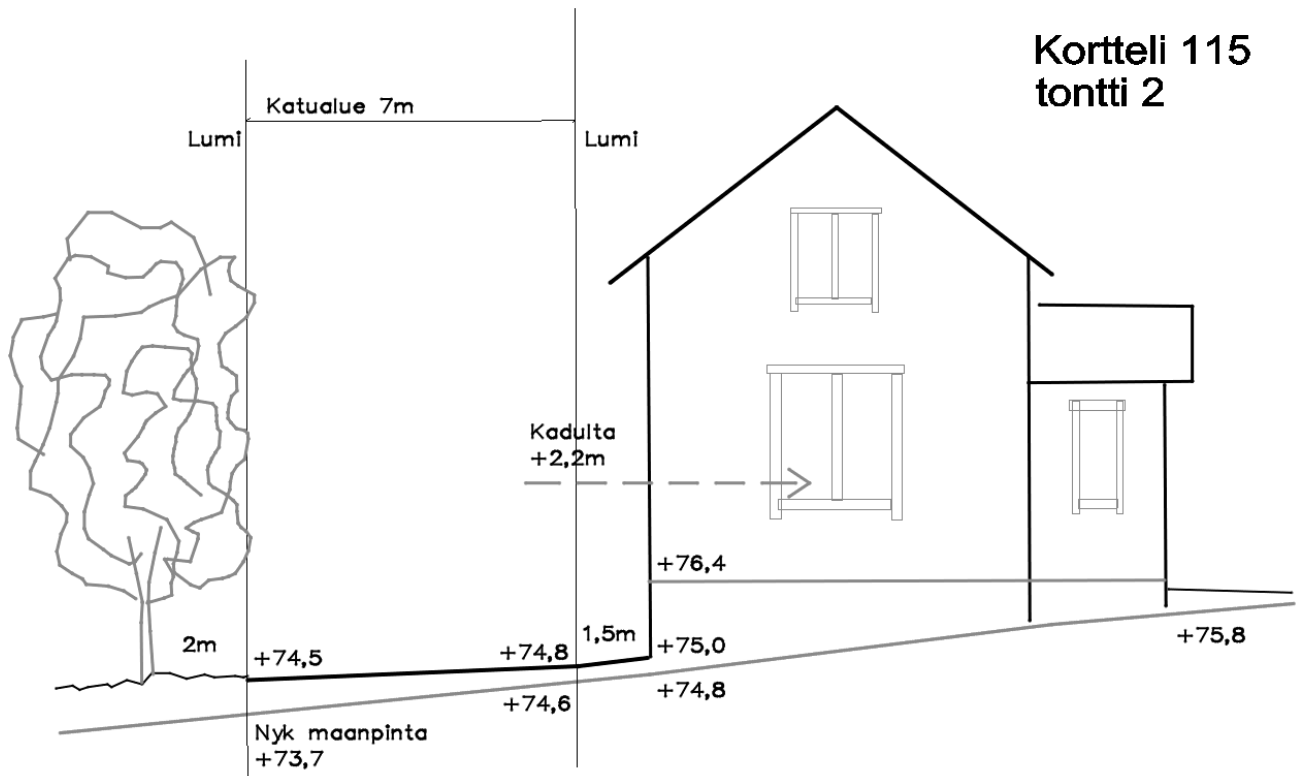 Kortteli 115
tontti 2
Katualue 7m
Lumi
Lumi
Kadulta
+2,2m
+76,4
2m
1,5m
+74,5
+74,8
+75,0
+75,8
+74,6
+74,8
Nyk maanpinta
+73,7